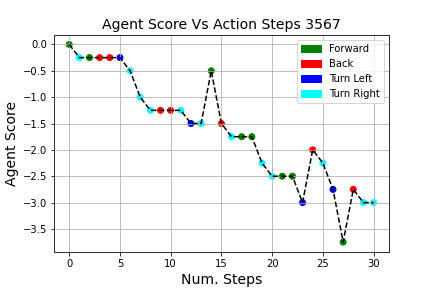 Agent Score Vs Action Steps 3567
0.0
−0.5
−1.0
−1.5
−2.0
−2.5
−3.0
−3.5
Agent Score
Forward
Back
Turn Left
Turn Right
0 5 10 15 20 25 30
Num. Steps